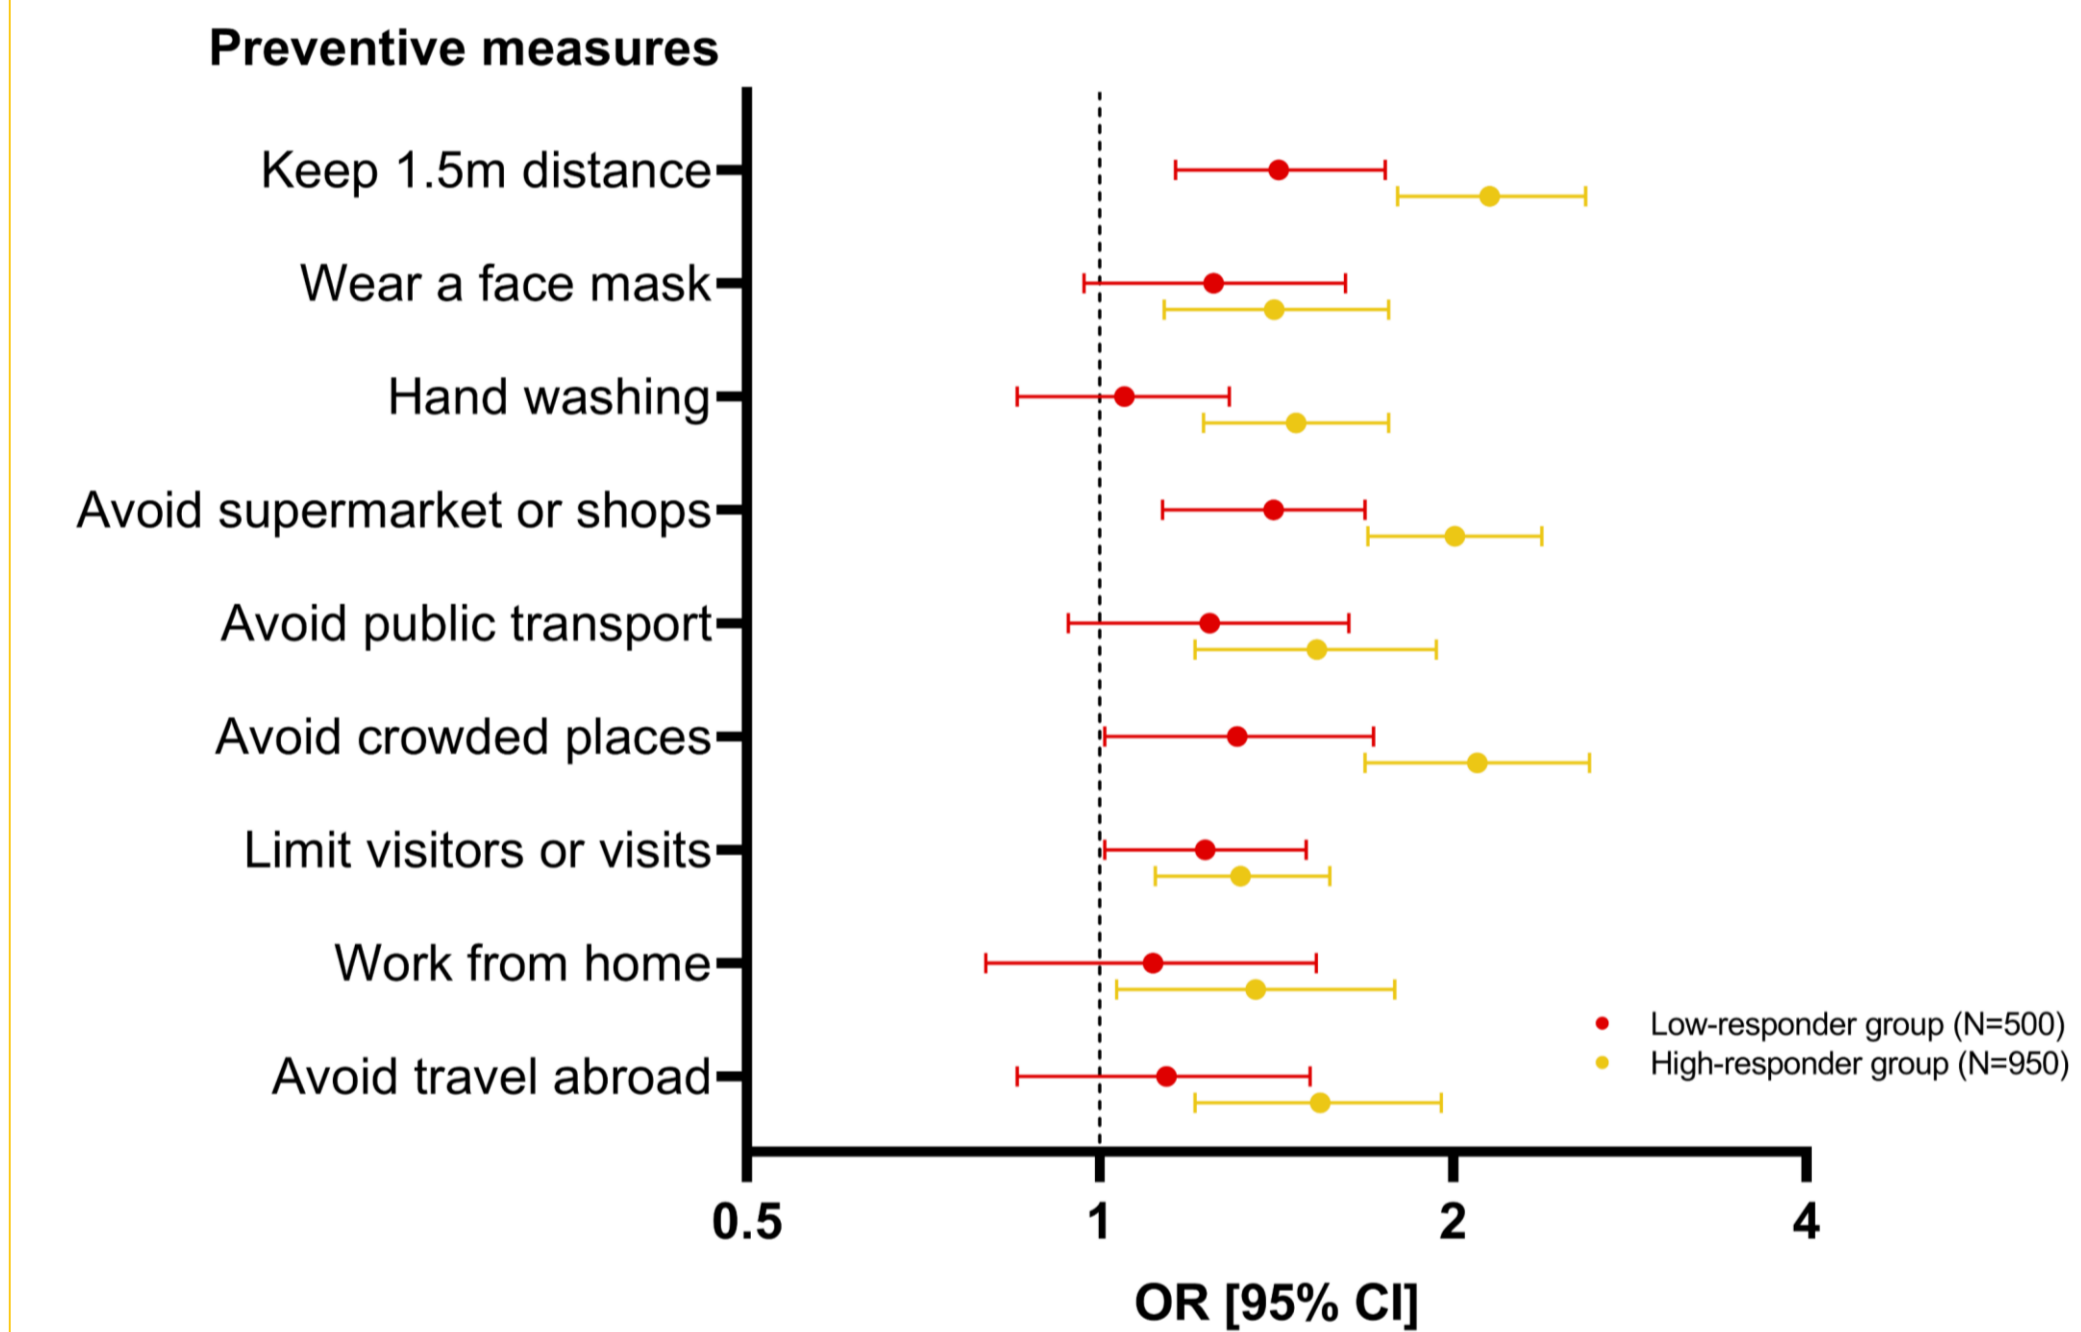 Preventive measures
Keep 1.5m distance
Wear a face mask
Hand washing
Avoid supermarket or shops
Avoid public transport
Avoid crowded places
Limit visitors or visits
Work from home
Avoid travel abroad
Low-responder group (N=500)
High-responder group (N=950)
0.5 1 2 4
OR [95% CI]